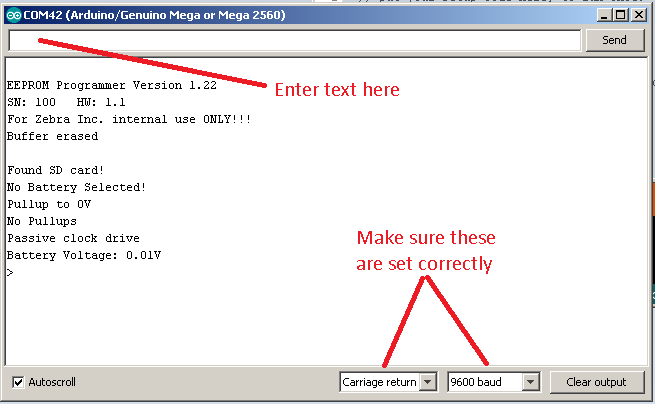 COM42 (Arduino/Genuino Mega or Mega 2560)
Send
EEPROM Programmer Version 1.22
Enter text here
SN: 100   HW: 1.1
For Zebra Inc. internal use ONLY!!!
Buffer erased
Found SD card!
No Battery Selected!
Pullup to 0V
No Pullups
Passive clock drive
Battery Voltage: 0.01V
>
Make sure these
are set correctly
Autoscroll
Carriage return
9600 baud
Clear output